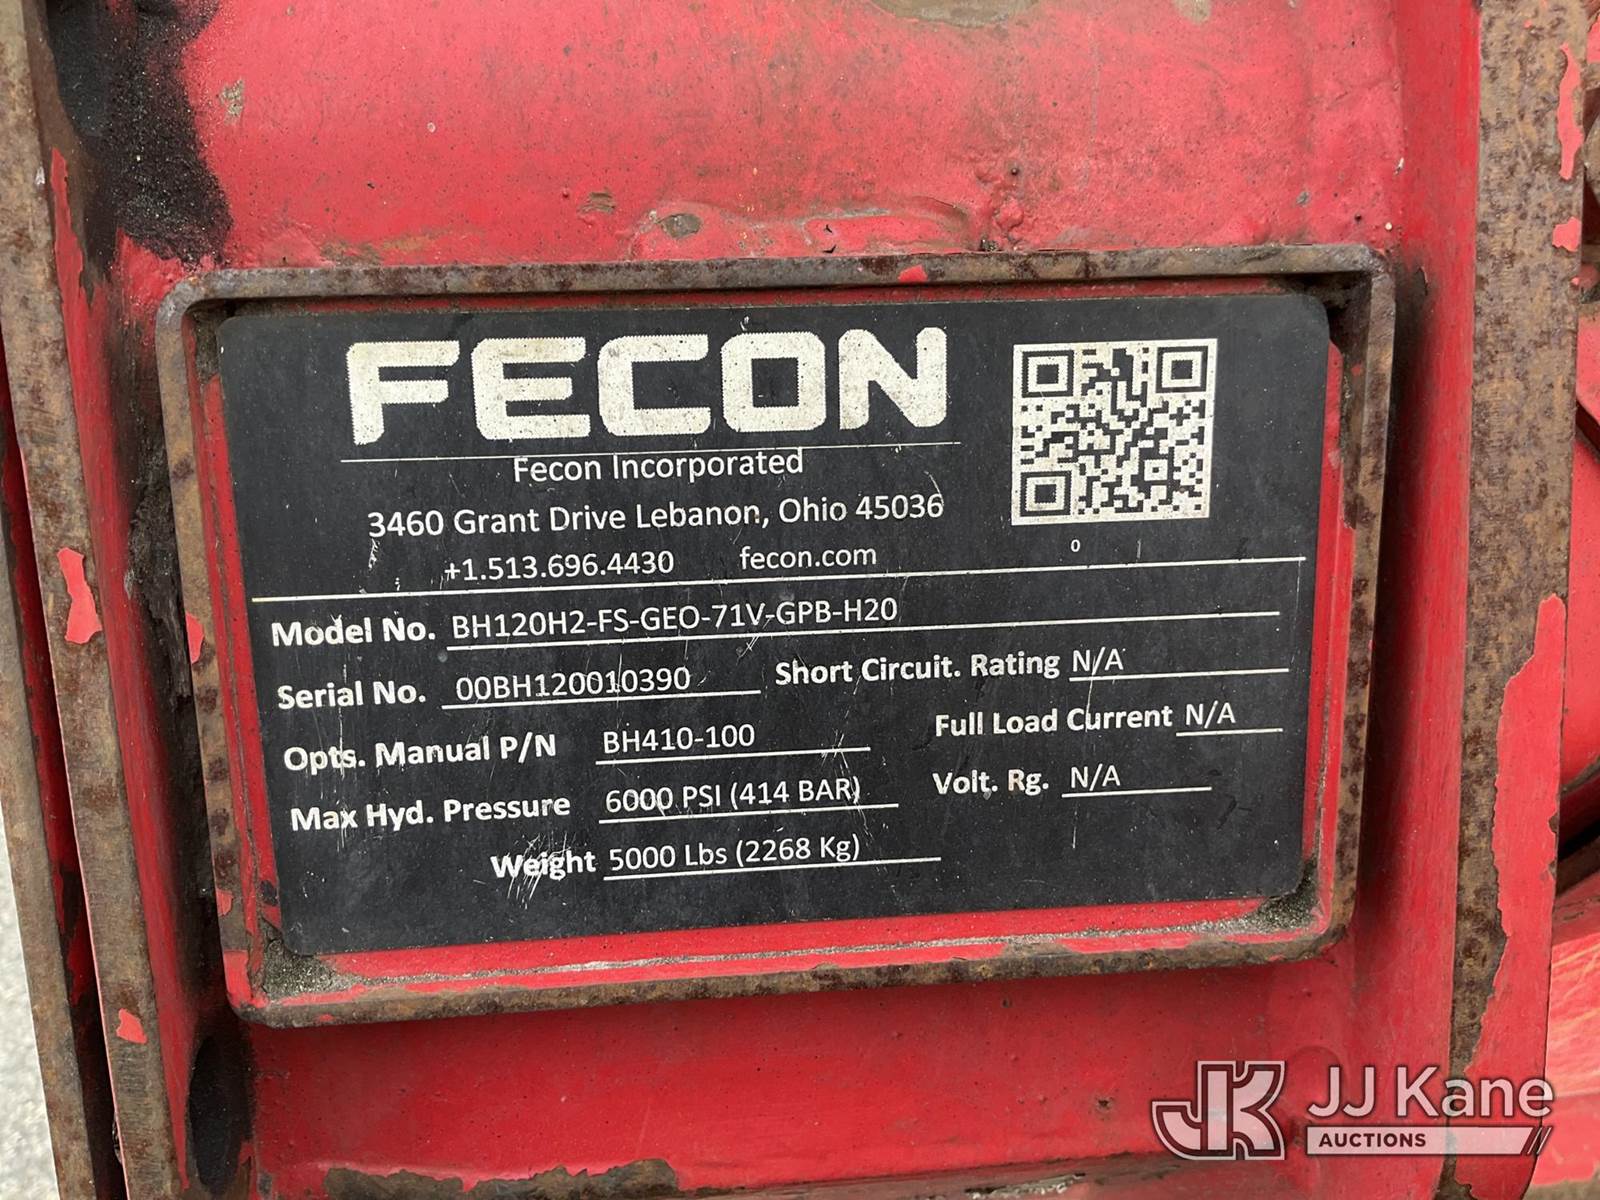 FECON
Fecon Incorporated
3460 Grant Drive Lebanon, Ohio 45036
+1.513.696.4430 fecon.com
0
Model No. BH120H2-FS-GEO-71V-GPB-H20
Serial No. 00BH120010390 Short Circuit. Rating N/A
Opts. Manual P/N BH410-100 Full Load Current N/A
Max Hyd. Pressure 6000 PSI (414 BAR) Volt. Rg. N/A
Weight 5000 Lbs (2268 Kg)
JK JJ Kane
AUCTIONS